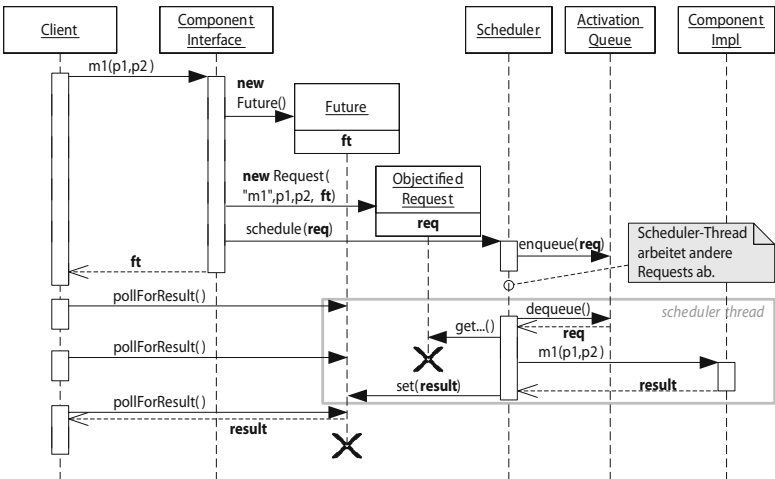 Client
Component
Interface
Scheduler
Activation
Queue
Component
Impl
m1(p1,p2)
new
Future()
Future
ft
new Request(
"m1",p1,p2, ft)
Objectified
Request
req
schedule(req)
enqueue(req)
Scheduler-Thread
arbeitet andere
Requests ab.
ft
pollForResult()
scheduler thread
dequeue()
req
get...()
pollForResult()
m1(p1,p2)
set(result)
result
pollForResult()
result